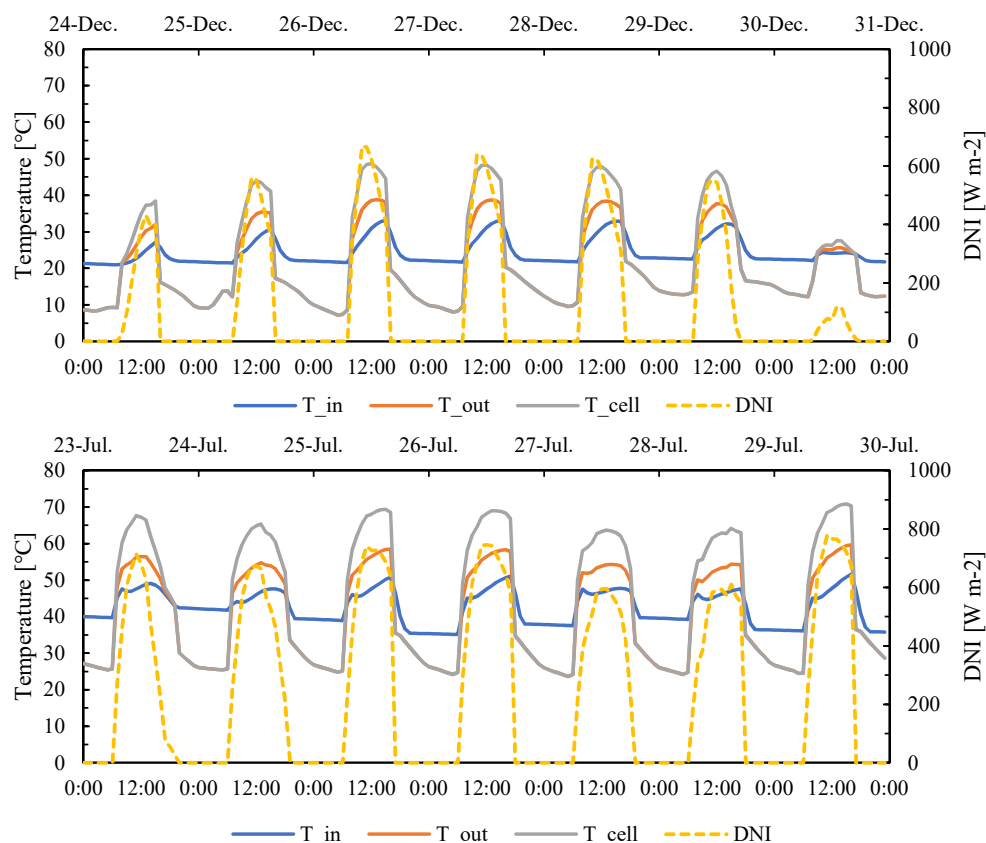 24-Dec. 25-Dec. 26-Dec. 27-Dec. 28-Dec. 29-Dec. 30-Dec. 31-Dec.
80 1000
70
60 800
50 600
40
30 400
20 200
10
0 0
Temperature [°C]
DNI [W m-2]
0:00 12:00 0:00 12:00 0:00 12:00 0:00 12:00 0:00 12:00 0:00 12:00 0:00 12:00 0:00
T_in T_out T_cell DNI
23-Jul. 24-Jul. 25-Jul. 26-Jul. 27-Jul. 28-Jul. 29-Jul. 30-Jul.
80 1000
70
60 800
50 600
40
30 400
20 200
10
0 0
Temperature [°C]
DNI [W m-2]
0:00 12:00 0:00 12:00 0:00 12:00 0:00 12:00 0:00 12:00 0:00 12:00 0:00 12:00 0:00
T_in T_out T_cell DNI